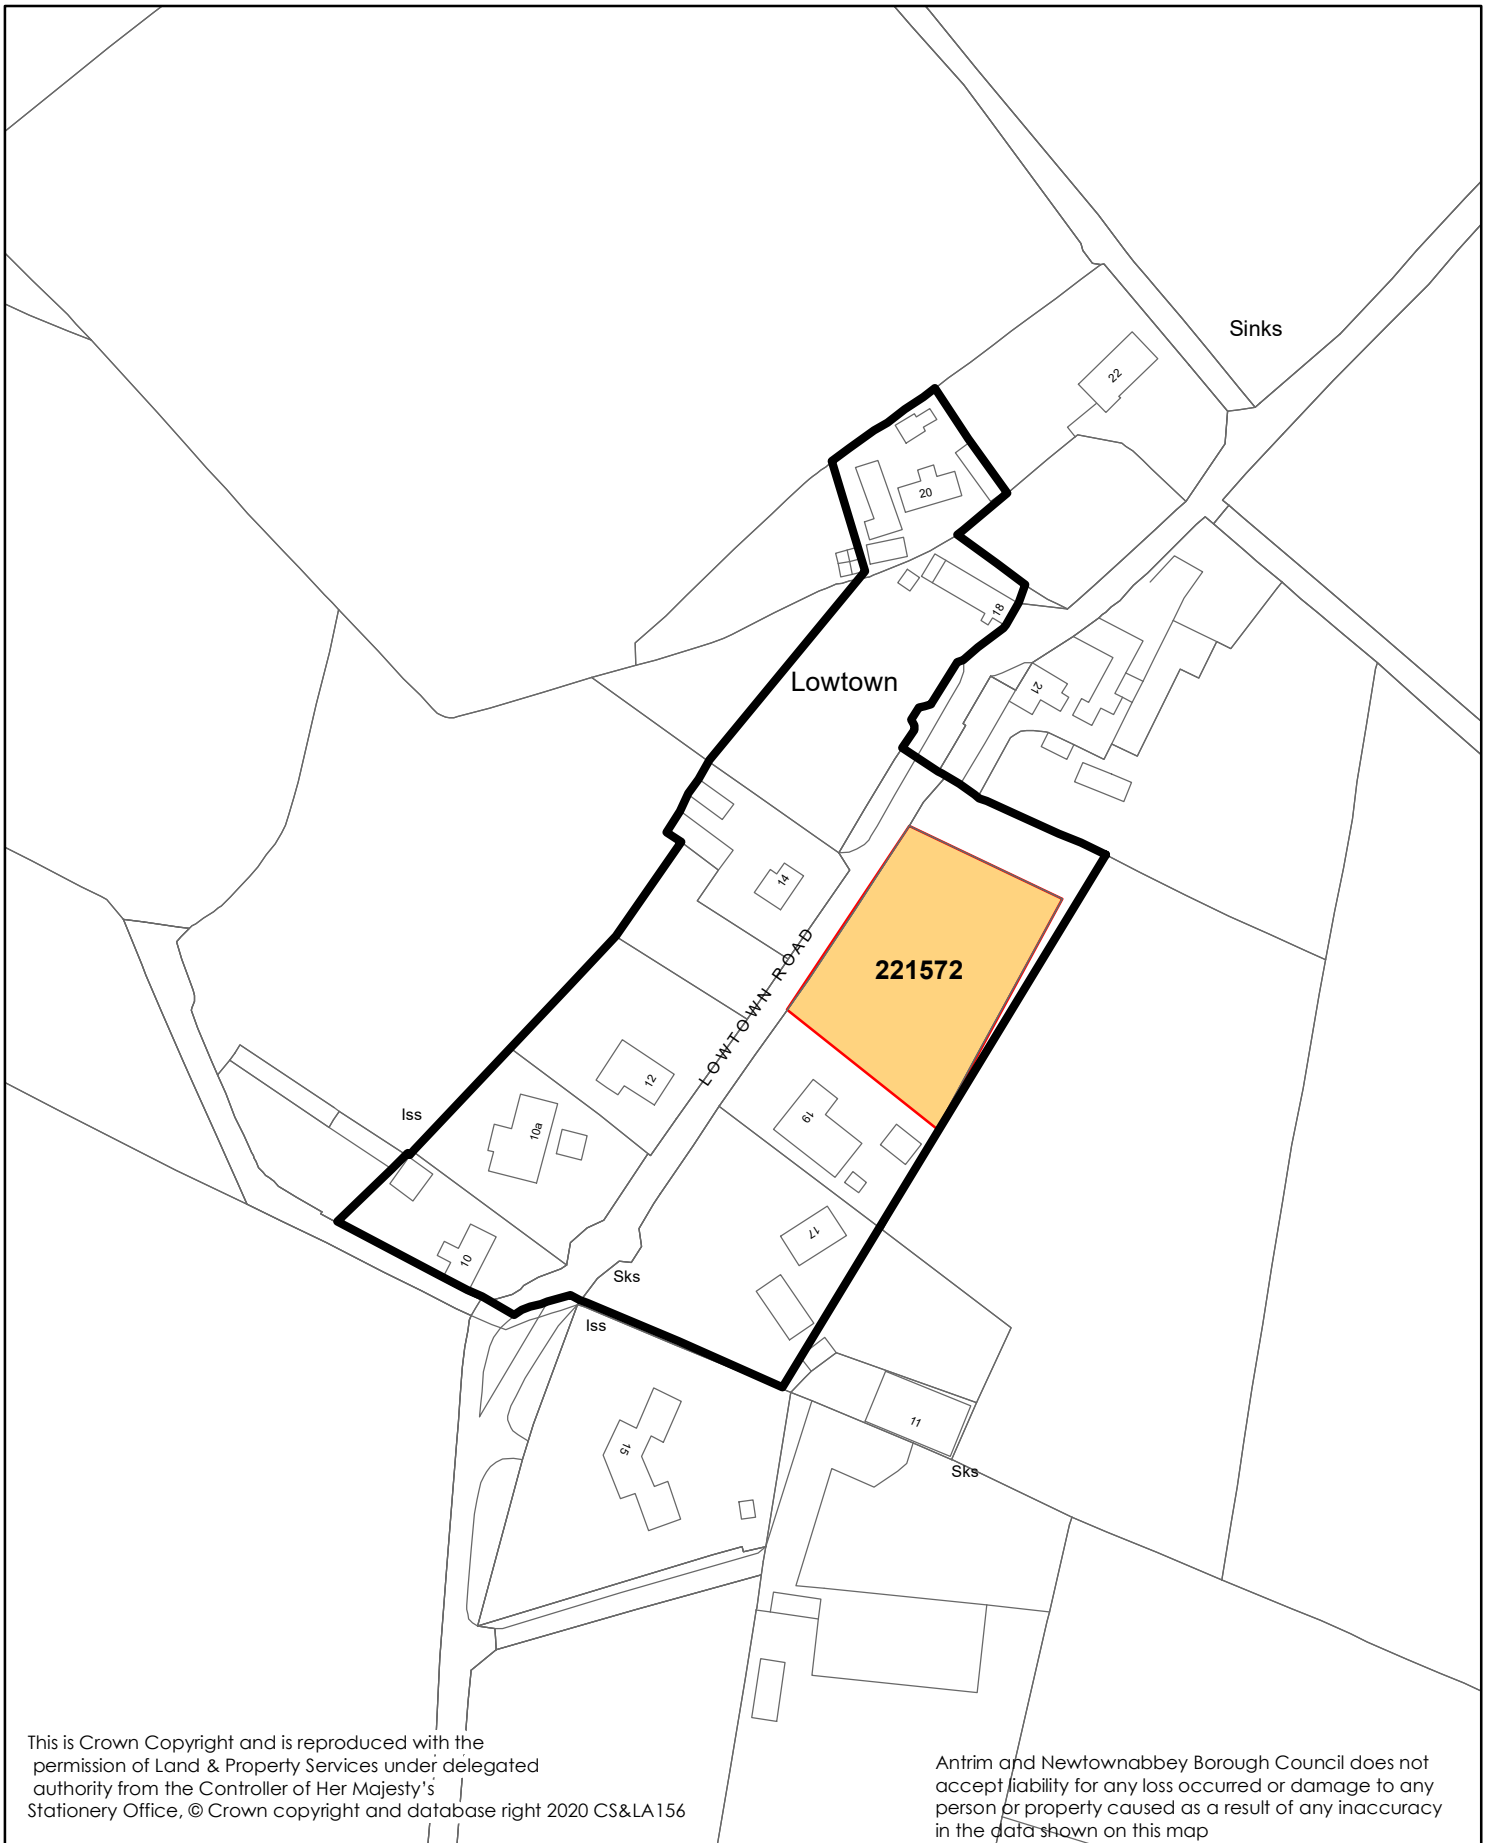 Sinks
22
20
18
21
Lowtown
14
LOWTOWN ROAD
221572
12
Iss
10a
19
17
10
Sks
Iss
15
11
Sks
This is Crown Copyright and is reproduced with the
permission of Land & Property Services under delegated
authority from the Controller of Her Majesty's
Stationery Office, © Crown copyright and database right 2020 CS&LA156
Antrim and Newtownabbey Borough Council does not
accept liability for any loss occurred or damage to any
person or property caused as a result of any inaccuracy
in the data shown on this map